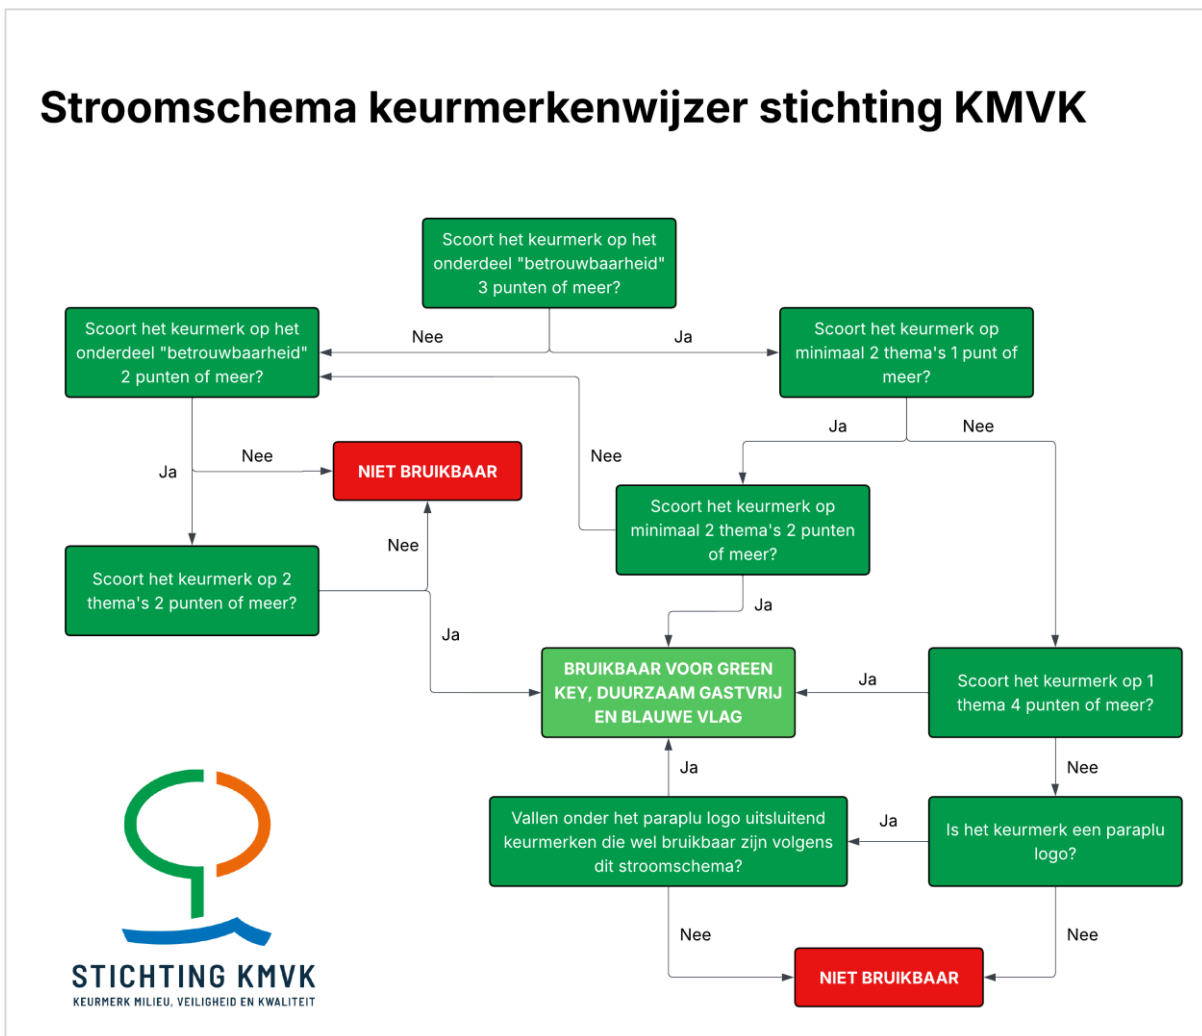 Stroomschema keurmerkenwijzer stichting KMVK
Scoort het keurmerk op het
onderdeel "betrouwbaarheid"
3 punten of meer?
Nee
Ja
Scoort het keurmerk op het
onderdeel "betrouwbaarheid"
2 punten of meer?
Scoort het keurmerk op
minimaal 2 thema's 1 punt of
meer?
Ja
Nee
Ja
Nee
NIET BRUIKBAAR
Nee
Scoort het keurmerk op
minimaal 2 thema's 2 punten
of meer?
Nee
Scoort het keurmerk op 2
thema's 2 punten of meer?
Ja
Ja
BRUIKBAAR VOOR GREEN
KEY, DUURZAAM GASTVRIJ
EN BLAUWE VLAG
Ja
Scoort het keurmerk op 1
thema 4 punten of meer?
Ja
Nee
Vallen onder het paraplu logo uitsluitend
keurmerken die wel bruikbaar zijn volgens
dit stroomschema?
Ja
Is het keurmerk een paraplu
logo?
Nee
Nee
NIET BRUIKBAAR
STICHTING KMVK
KEURMERK MILIEU, VEILIGHEID EN KWALITEIT